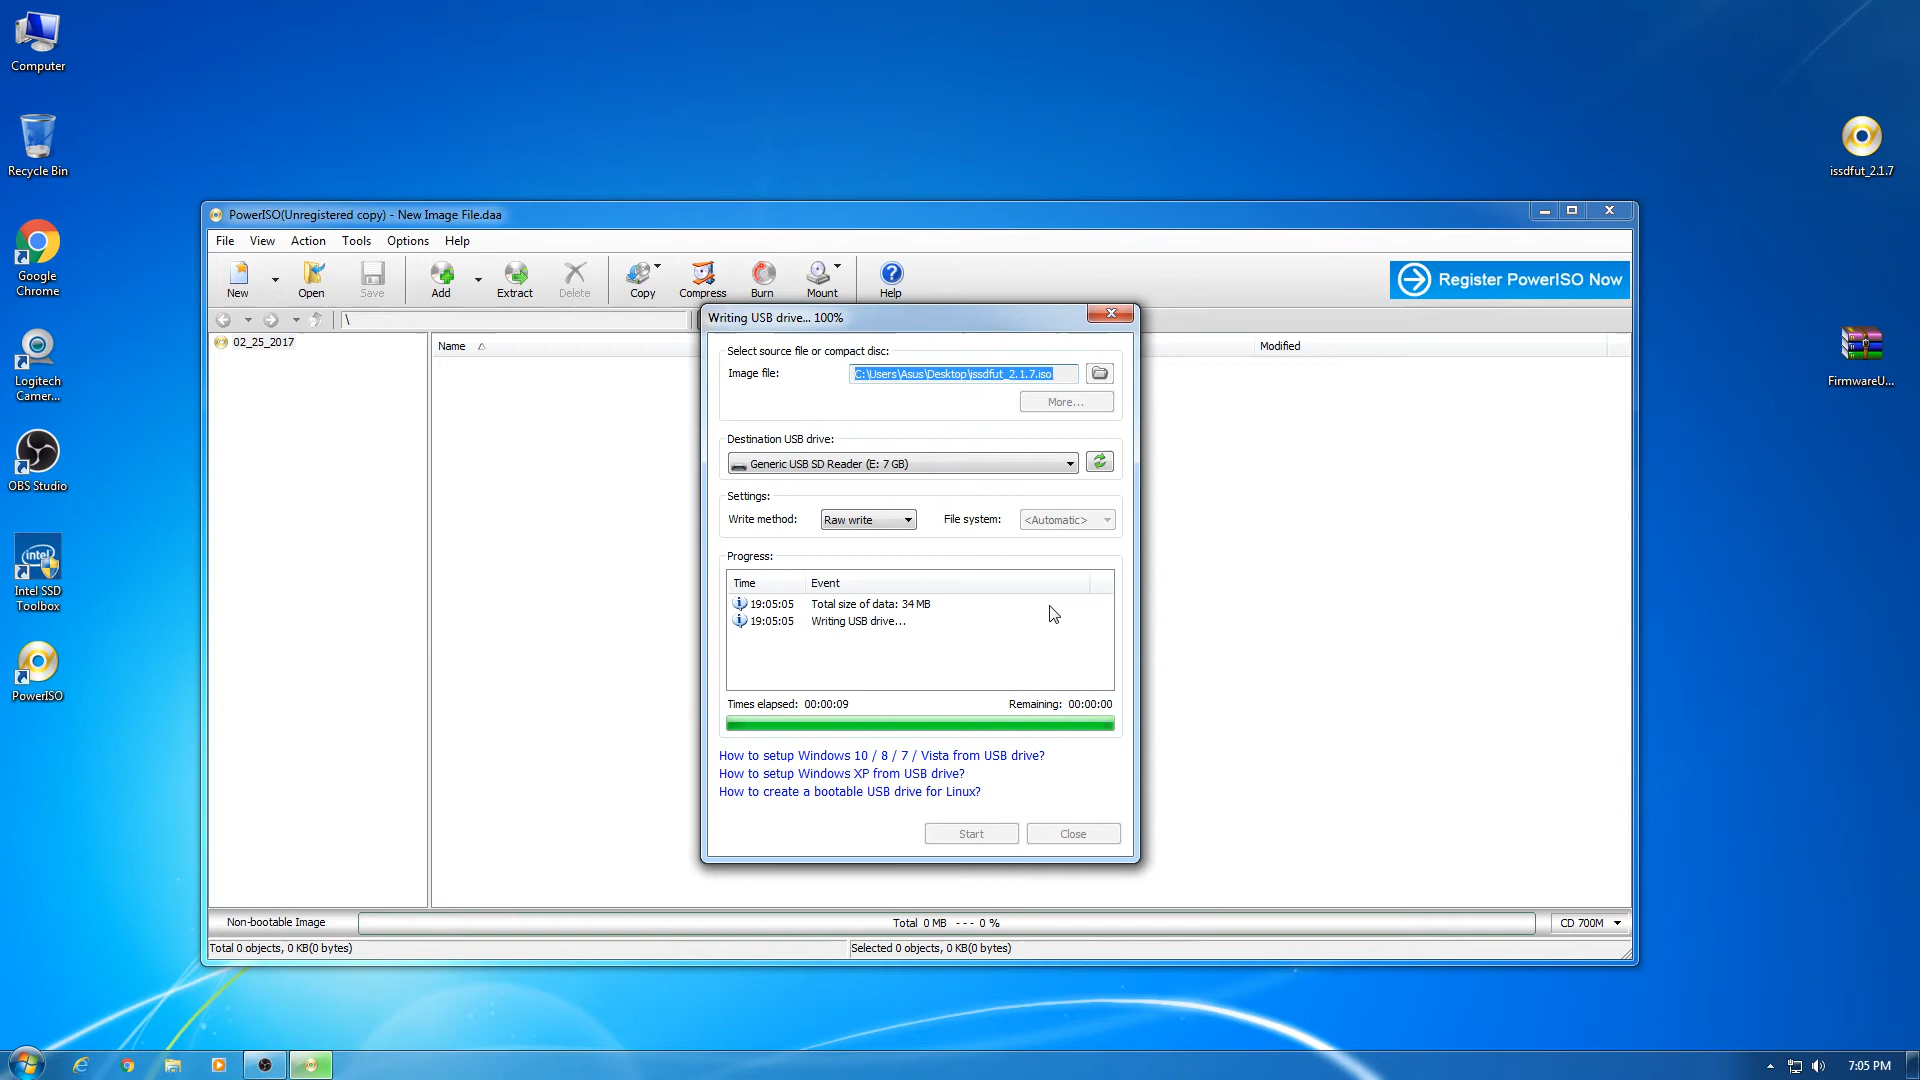 Computer
Recycle Bin
Google
Chrome
Logitech
Camer...
OBS Studio
intel
Intel SSD
Toolbox
PowerISO
issdfut_2.1.7
FirmwareU...
PowerISO(Unregistered copy) - New Image File.daa
File View Action Tools Options Help
New Open Save Add Extract Delete Copy Compress Burn Mount Help
Register PowerISO Now
\
02_25_2017
Name Modified
Writing USB drive... 100%
Select source file or compact disc:
Image file: C:\Users\Asus\Desktop\issdfut_2.1.7.iso
More...
Destination USB drive:
Generic USB SD Reader (E: 7 GB)
Settings:
Write method: Raw write File system: <Automatic>
Progress:
Time Event
19:05:05 Total size of data: 34 MB
19:05:05 Writing USB drive...
Times elapsed: 00:00:09 Remaining: 00:00:00
How to setup Windows 10 / 8 / 7 / Vista from USB drive?
How to setup Windows XP from USB drive?
How to create a bootable USB drive for Linux?
Start Close
Non-bootable Image Total 0 MB --- 0 % CD 700M
Total 0 objects, 0 KB(0 bytes) Selected 0 objects, 0 KB(0 bytes)
7:05 PM